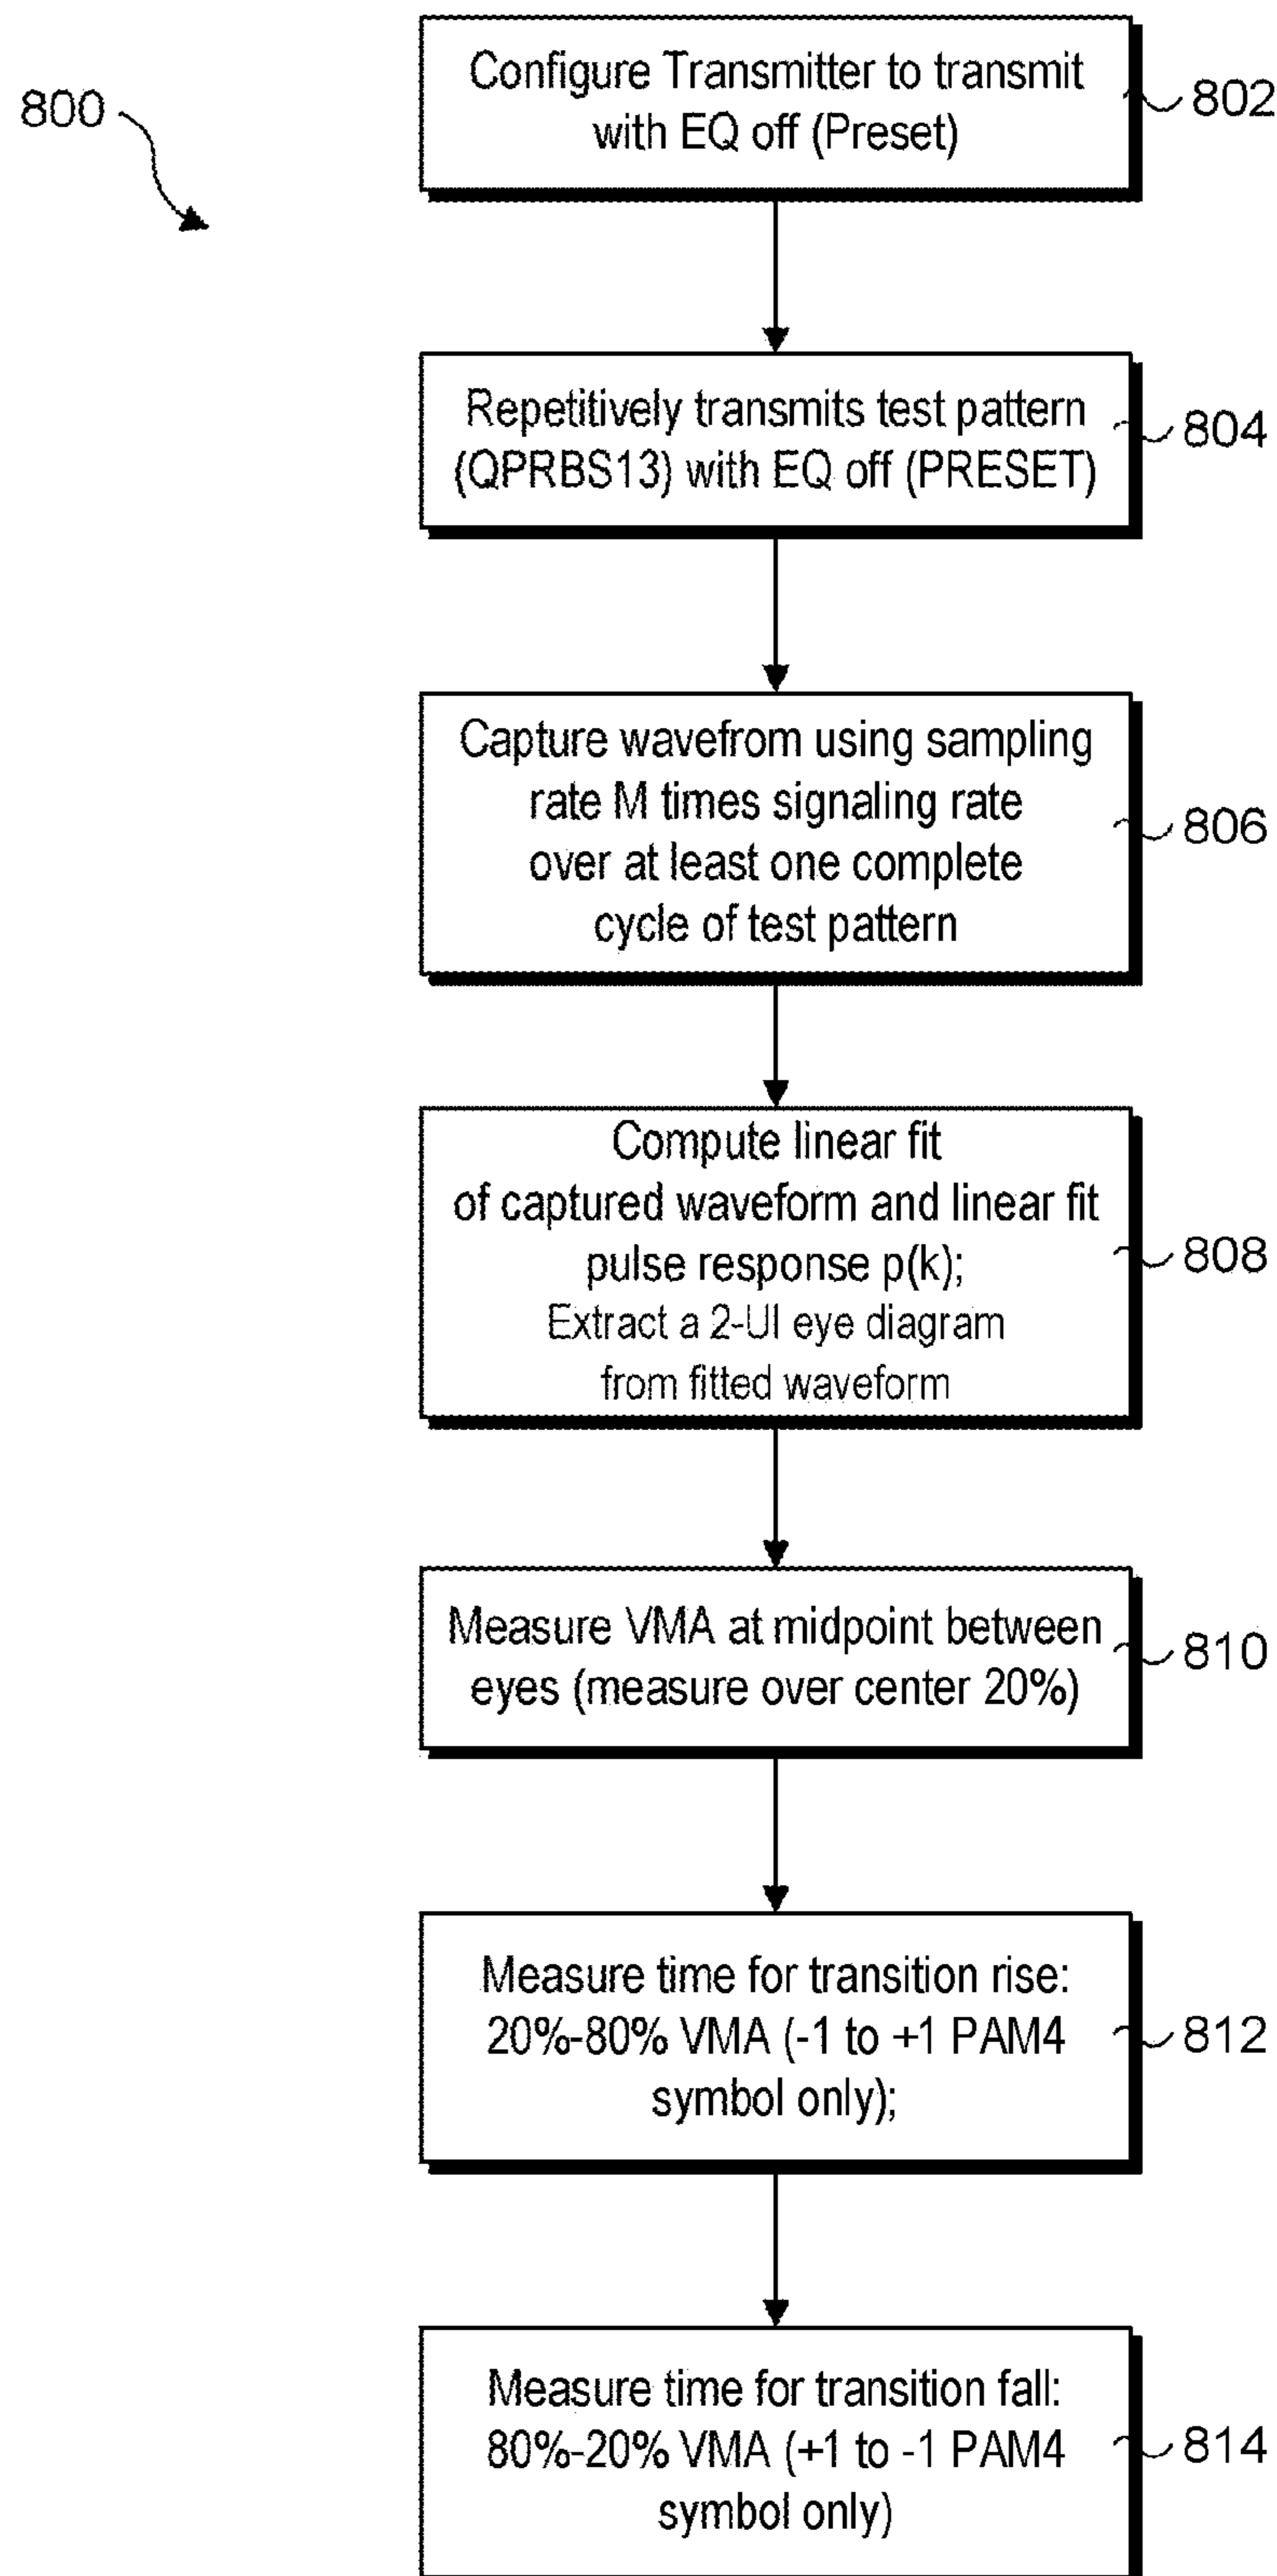 800
Configure Transmitter to transmit
with EQ off (Preset)
802
Repetitively transmits test pattern
(QPRBS13) with EQ off (PRESET)
804
Capture wavefrom using sampling
rate M times signaling rate
over at least one complete
cycle of test pattern
806
Compute linear fit
of captured waveform and linear fit
pulse response p(k);
Extract a 2-UI eye diagram
from fitted waveform
808
Measure VMA at midpoint between
eyes (measure over center 20%)
810
Measure time for transition rise:
20%-80% VMA (-1 to +1 PAM4
symbol only);
812
Measure time for transition fall:
80%-20% VMA (+1 to -1 PAM4
symbol only)
814